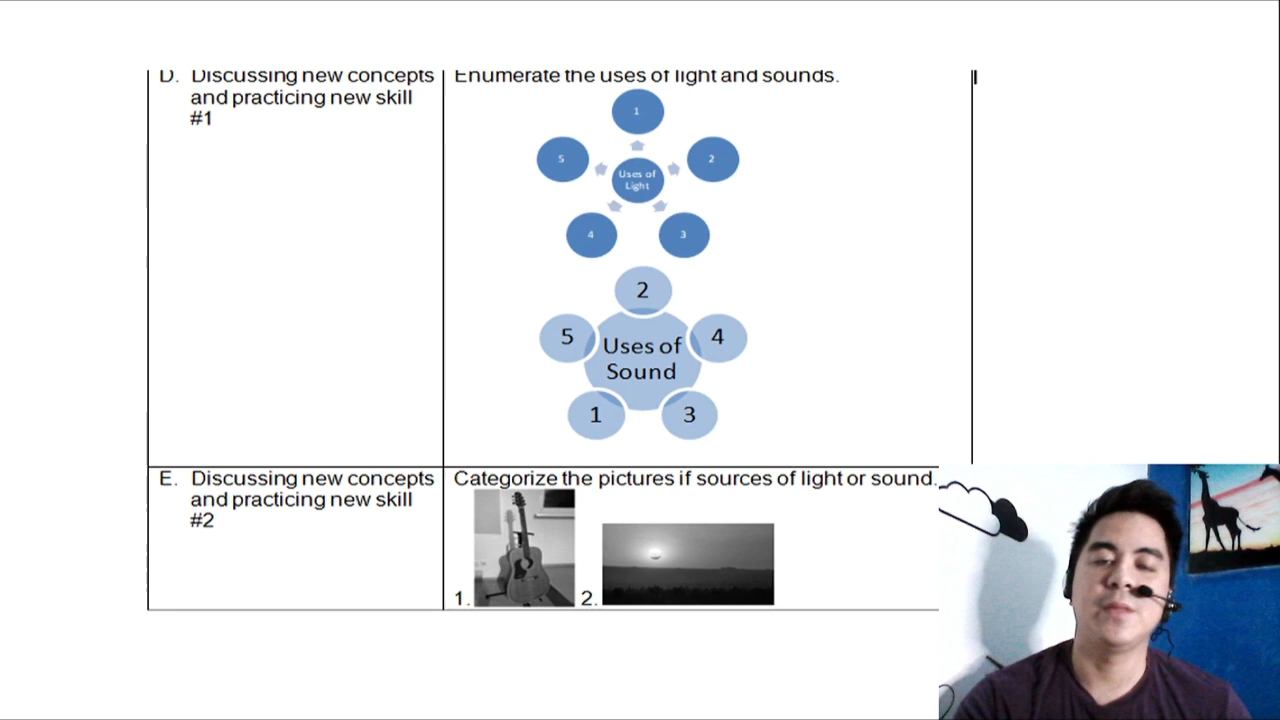 D. Discussing new concepts
and practicing new skill
#1
Enumerate the uses of light and sounds.
1
5
2
Uses of
Light
4
3
2
5
4
Uses of
Sound
1
3
E. Discussing new concepts
and practicing new skill
#2
Categorize the pictures if sources of light or sound.
1.
2.